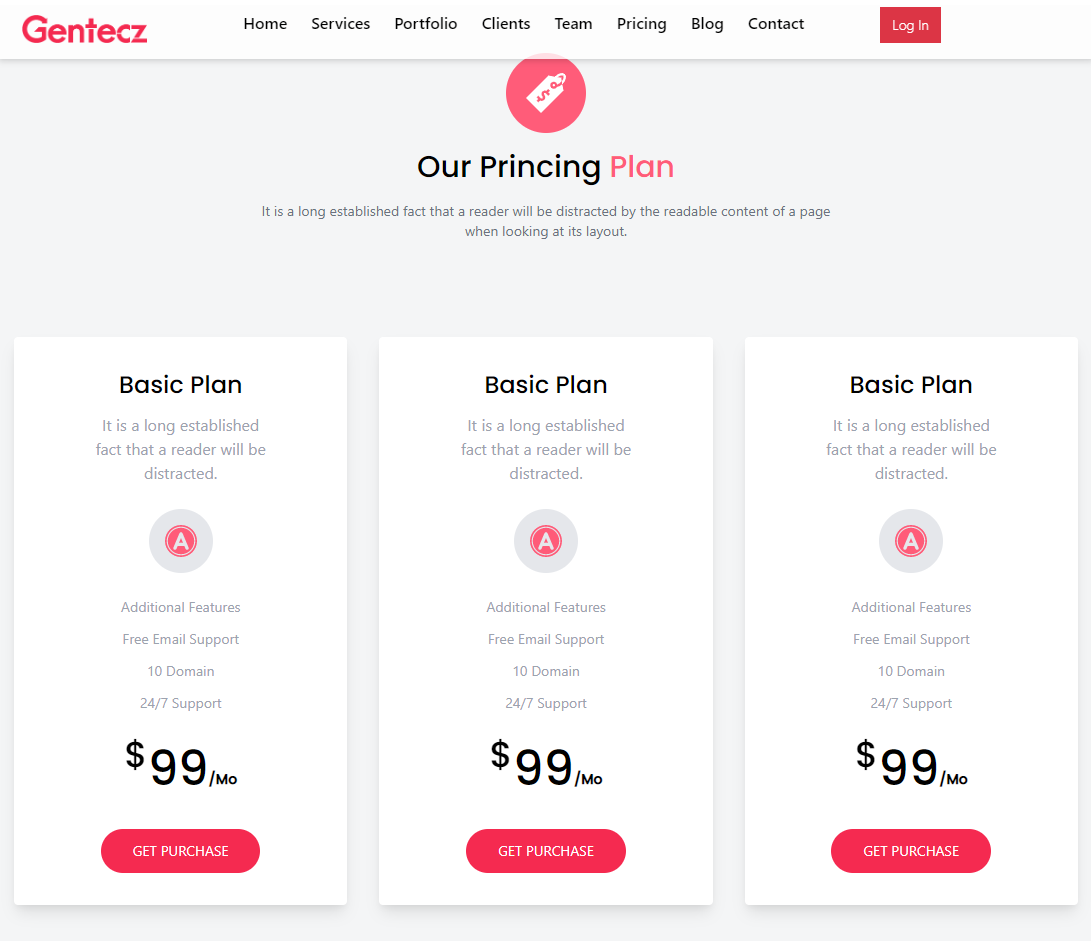 Gentecz Home Services Portfolio Clients Team Pricing Blog Contact Log In
Our Princing Plan
It is a long established fact that a reader will be distracted by the readable content of a page
when looking at its layout.
Basic Plan
It is a long established
fact that a reader will be
distracted.
A
Additional Features
Free Email Support
10 Domain
24/7 Support
$99/Mo
GET PURCHASE
Basic Plan
It is a long established
fact that a reader will be
distracted.
A
Additional Features
Free Email Support
10 Domain
24/7 Support
$99/Mo
GET PURCHASE
Basic Plan
It is a long established
fact that a reader will be
distracted.
A
Additional Features
Free Email Support
10 Domain
24/7 Support
$99/Mo
GET PURCHASE